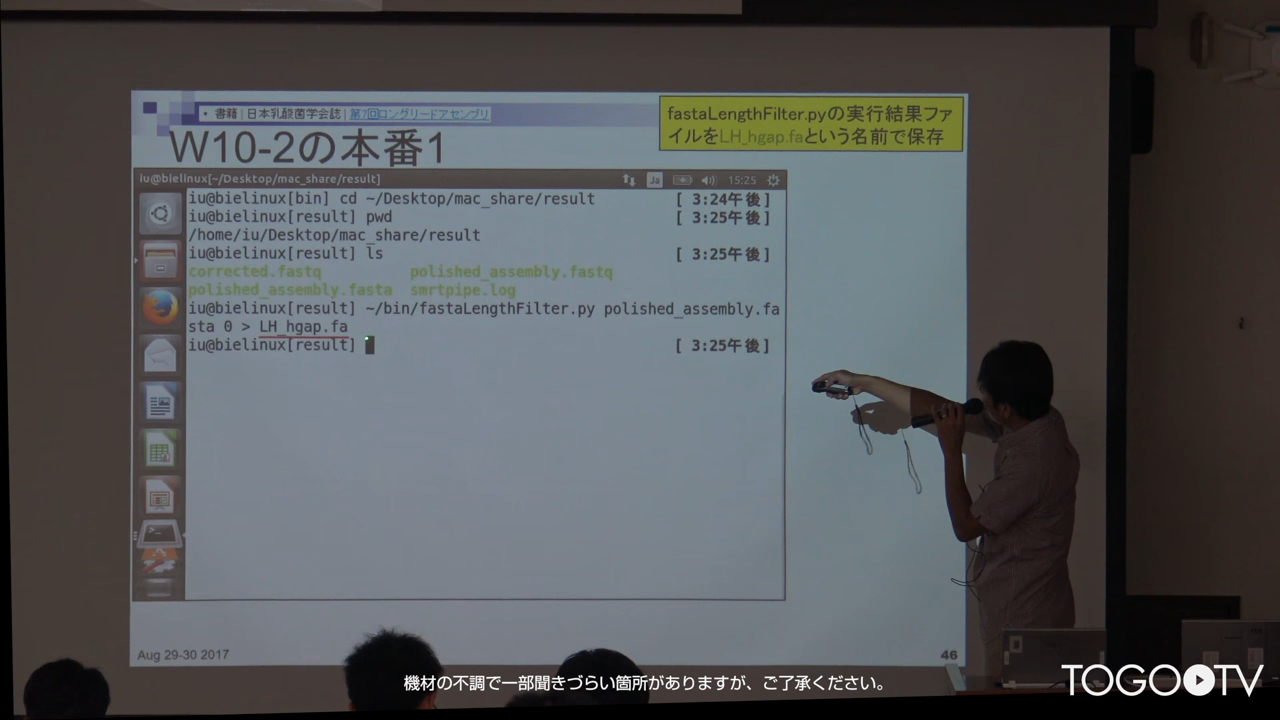 • 書籍 | 日本乳酸菌学会誌 | 第7回ロングリードアセンブリ
fastaLengthFilter.pyの実行結果ファ
イルをLH_hgap.faという名前で保存
W10-2の本番1
iu@bielinux[~/Desktop/mac_share/result]
Ja
15:25
iu@bielinux[bin] cd ~/Desktop/mac_share/result [ 3:24午後]
iu@bielinux[result] pwd [ 3:25午後]
/home/iu/Desktop/mac_share/result
iu@bielinux[result] ls [ 3:25午後]
corrected.fastq polished_assembly.fastq
polished_assembly.fasta smrtpipe.log
iu@bielinux[result] ~/bin/fastaLengthFilter.py polished_assembly.fa
sta 0 > LH_hgap.fa
iu@bielinux[result] [ 3:25午後]
Aug 29-30 2017
46
機材の不調で一部聞きづらい箇所がありますが、ご了承ください。
TOGOTV